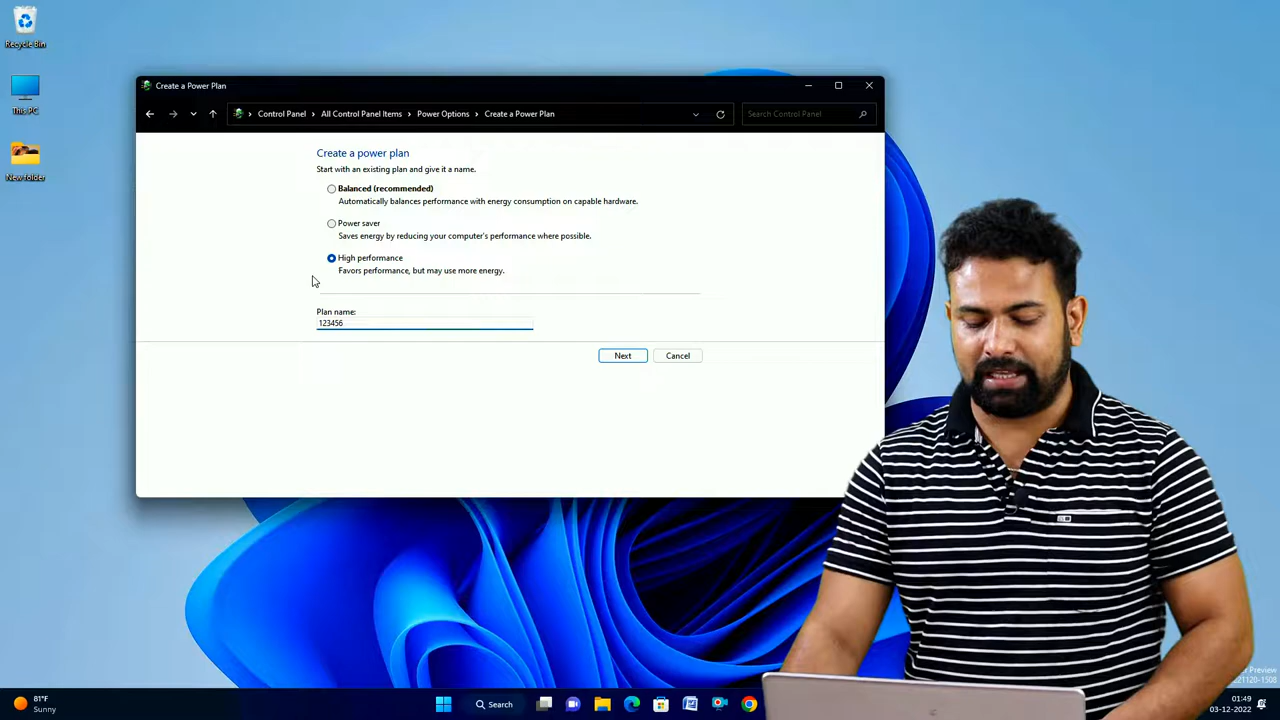 Recycle Bin
This PC
New folder
Create a Power Plan
Control Panel > All Control Panel Items > Power Options > Create a Power Plan
Search Control Panel
Create a power plan
Start with an existing plan and give it a name.
Balanced (recommended)
Automatically balances performance with energy consumption on capable hardware.
Power saver
Saves energy by reducing your computer's performance where possible.
High performance
Favors performance, but may use more energy.
Plan name:
123456
Next
Cancel
Preview
221120-1508
81°F
Sunny
Search
01:49
03-12-2022